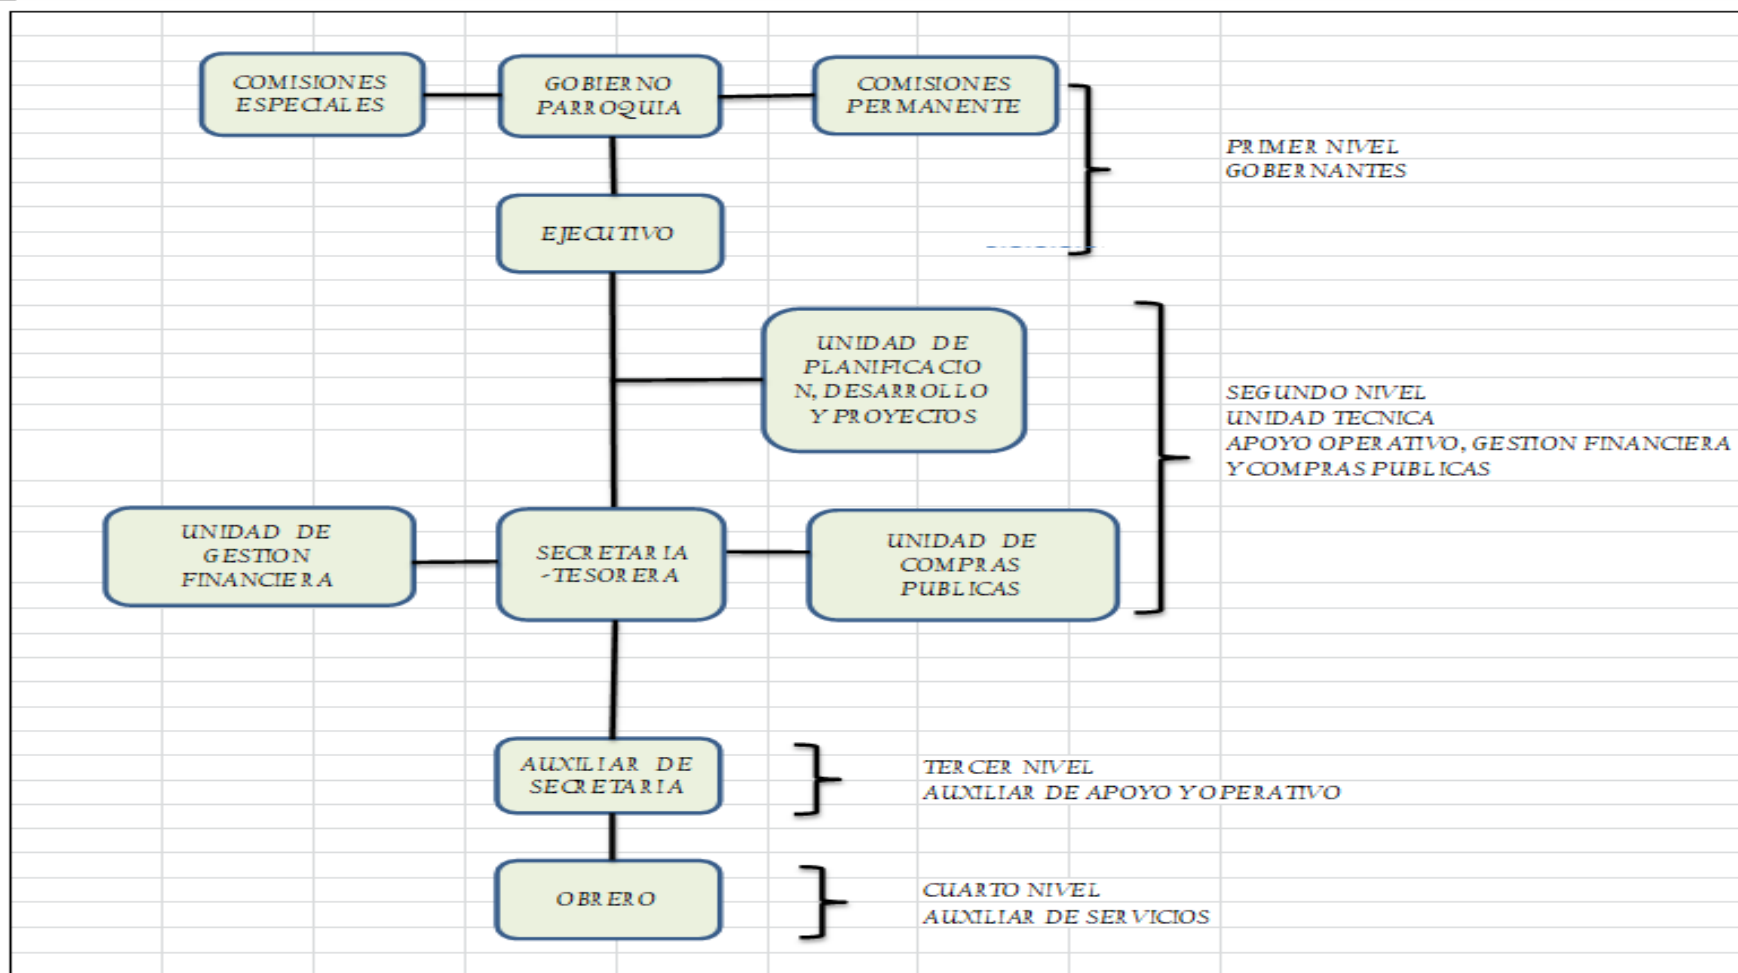 COMISIONES
ESPECIALES
GOBIERNO
PARROQUIA
COMISIONES
PERMANENTE
PRIMER NIVEL
GOBERNANTES
EJECUTIVO
UNIDAD DE
PLANIFICACIO
N, DESARROLLO
Y PROYECTOS
SEGUNDO NIVEL
UNIDAD TECNICA
APOYO OPERATIVO, GESTION FINANCIERA
Y COMPRAS PUBLICAS
UNIDAD DE
GESTION
FINANCIERA
SECRETARIA
-TESORERA
UNIDAD DE
COMPRAS
PUBLICAS
AUXILIAR DE
SECRETARIA
TERCER NIVEL
AUXILIAR DE APOYO Y OPERATIVO
OBRERO
CUARTO NIVEL
AUXILIAR DE SERVICIOS